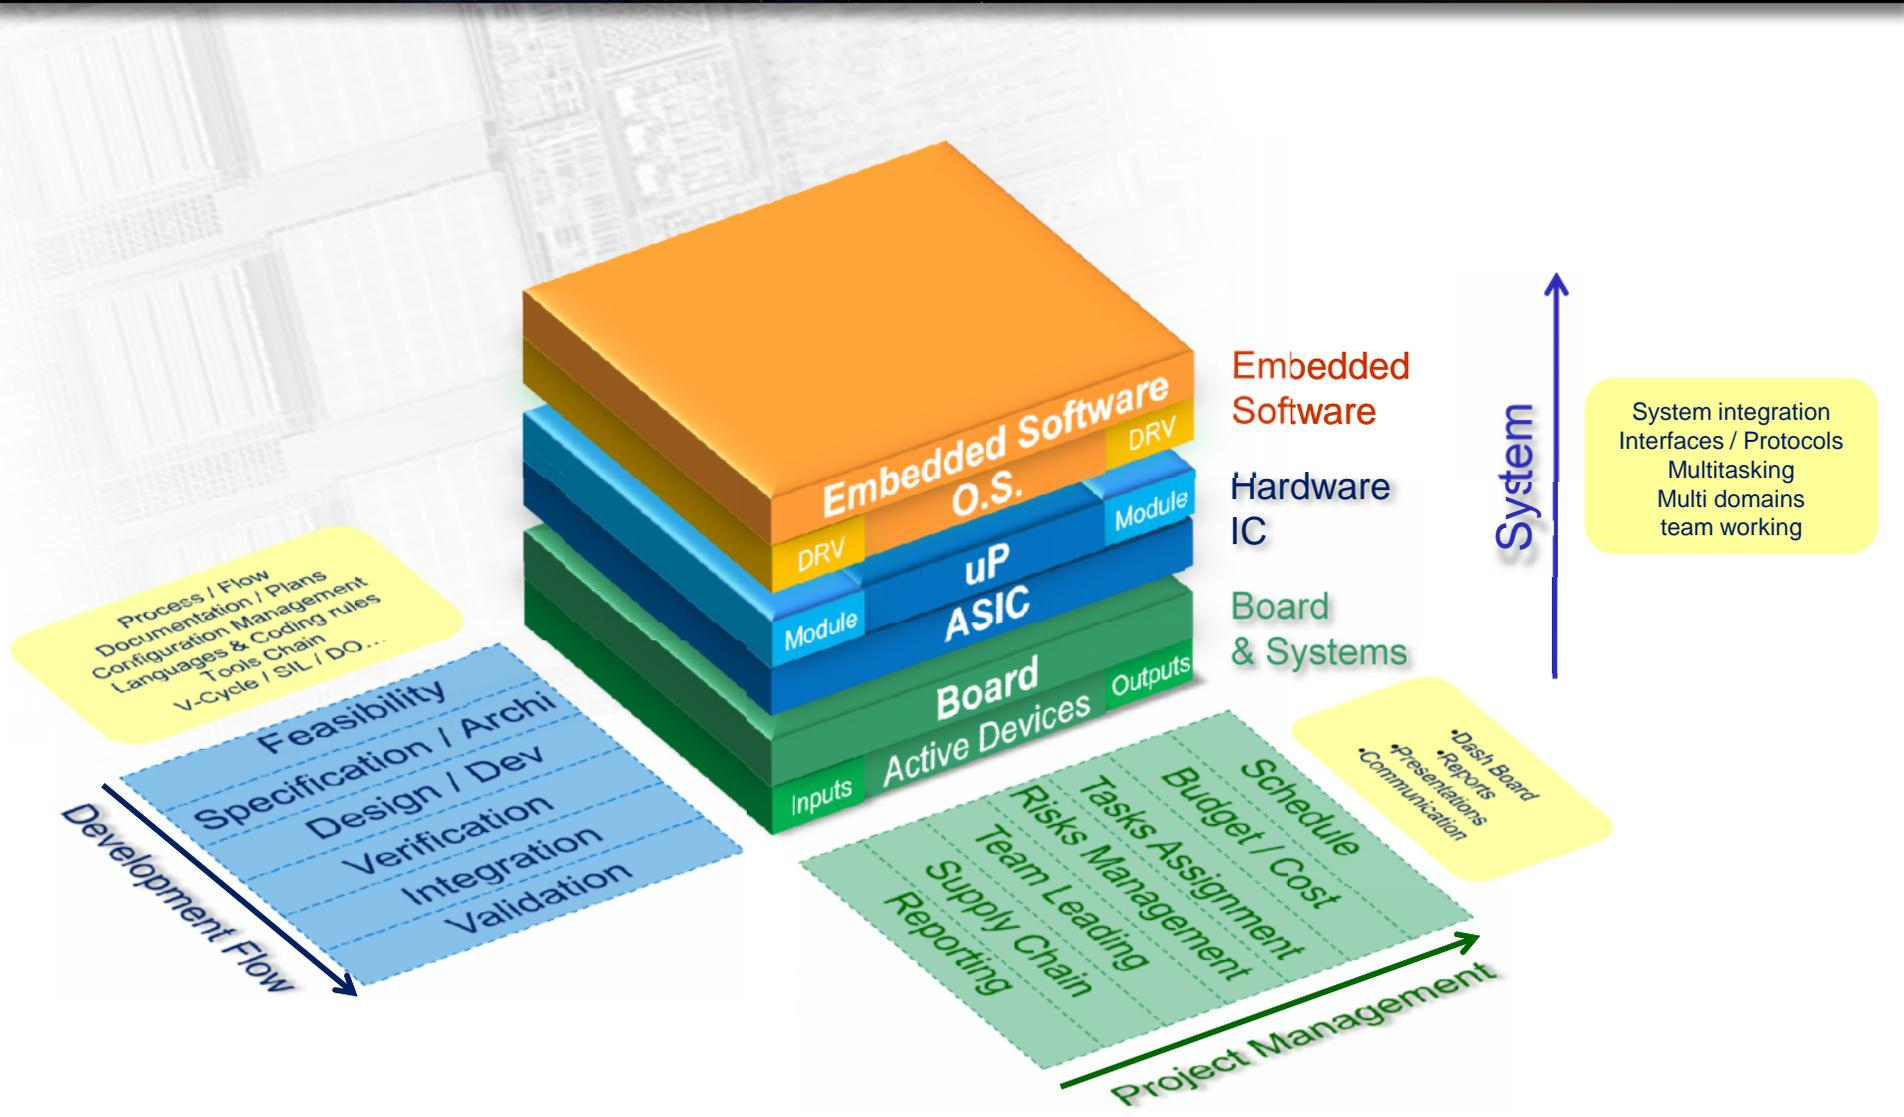 Embedded Software
O.S.
DRV
DRV
uP
Module
Module
ASIC
Board
Active Devices
Inputs
Outputs
Embedded
Software
Hardware
IC
Board
& Systems
System
System integration
Interfaces / Protocols
Multitasking
Multi domains
team working
Process / Flow
Documentation / Plans
Configuration Management
Languages & Coding rules
Tools Chain
V-Cycle / SIL / DO...
Feasibility
Specification / Archi
Design / Dev
Verification
Integration
Validation
Development Flow
Schedule
Budget / Cost
Tasks Assignment
Risks Management
Team Leading
Supply Chain
Reporting
Project Management
•Dash Board
•Reports
•Presentations
•Communication